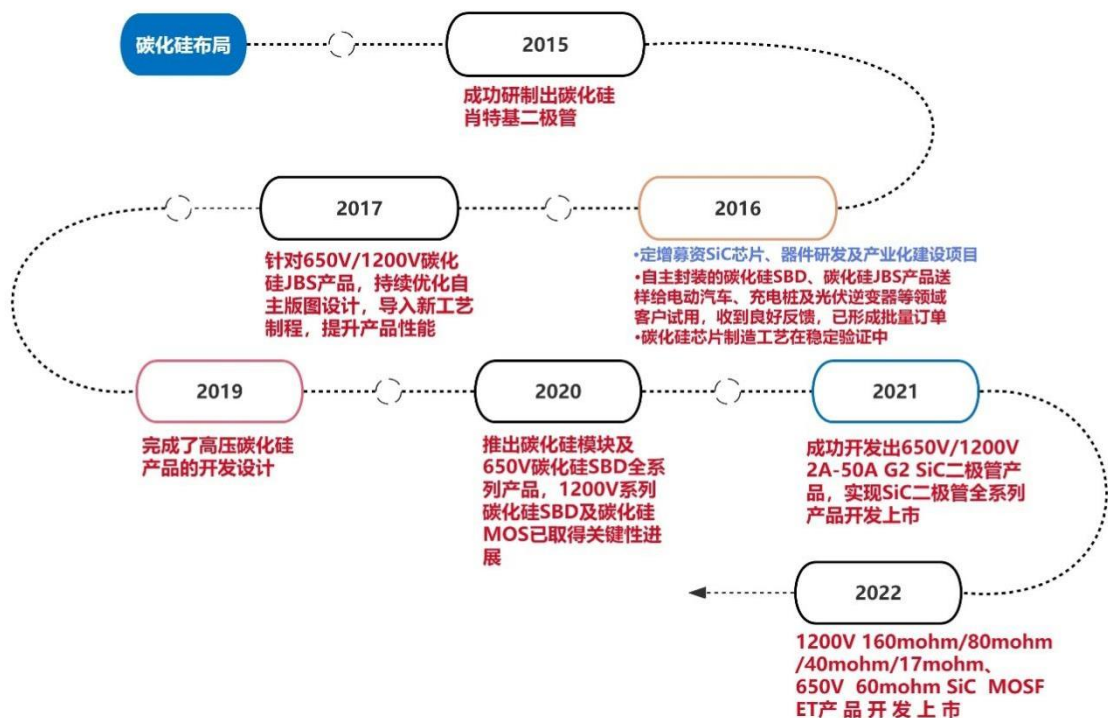 碳化硅布局
2015
成功研制出碳化硅
肖特基二极管
2016
•定增募资SiC芯片、器件研发及产业化建设项目
•自主封装的碳化硅SBD、碳化硅JBS产品送
样给电动汽车、充电桩及光伏逆变器等领域
客户试用，收到良好反馈，已形成批量订单
•碳化硅芯片制造工艺在稳定验证中
2017
针对650V/1200V碳化
硅JBS产品，持续优化自
主版图设计，导入新工艺
制程，提升产品性能
2019
完成了高压碳化硅
产品的开发设计
2020
推出碳化硅模块及
650V碳化硅SBD全系
列产品，1200V系列
碳化硅SBD及碳化硅
MOS已取得关键性进
展
2021
成功开发出650V/1200V
2A-50A G2 SiC二极管产
品，实现SiC二极管全系列
产品开发上市
2022
1200V 160mohm/80mohm
/40mohm/17mohm、
650V 60mohm SiC MOSF
ET产品开发上市